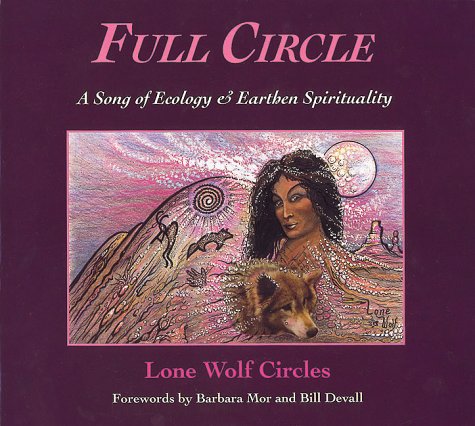 FULL CIRCLE
A Song of Ecology & Earthen Spirituality
Lone
Wolf
Lone Wolf Circles
Forewords by Barbara Mor and Bill Devall